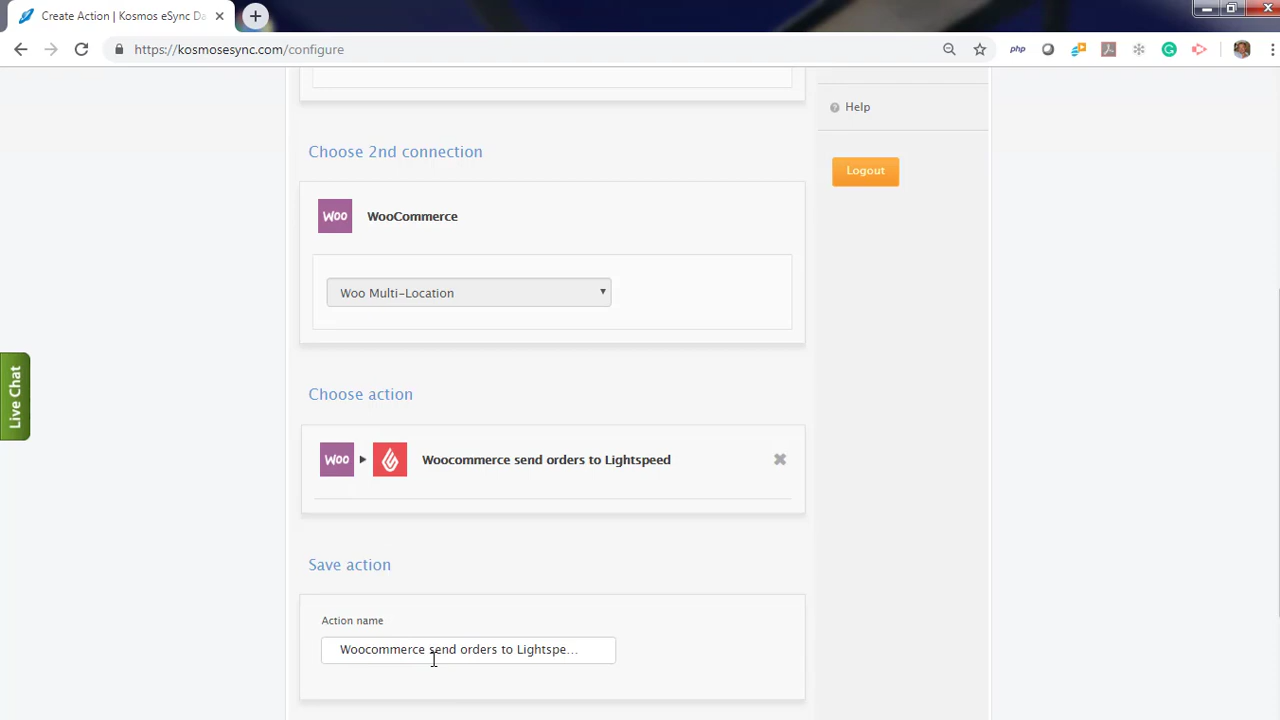 Create Action | Kosmos eSync Da
https://kosmosesync.com/configure
php
Help
Logout
Choose 2nd connection
Woo
WooCommerce
Woo Multi-Location
Live Chat
Choose action
Woo
Woocommerce send orders to Lightspeed
Save action
Action name
Woocommerce send orders to Lightspe...